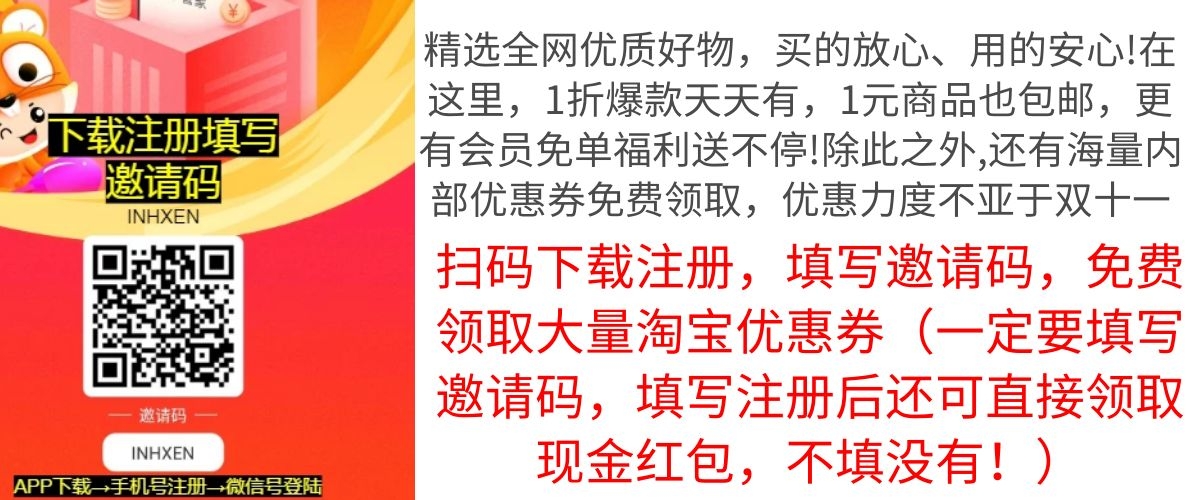 下载注册填写
邀请码
INHXEN
邀请码
INHXEN
APP下载→手机号注册→微信号登陆
精选全网优质好物，买的放心、用的安心!在
这里，1折爆款天天有，1元商品也包邮，更
有会员免单福利送不停!除此之外,还有海量内
部优惠券免费领取，优惠力度不亚于双十一
扫码下载注册，填写邀请码，免费
领取大量淘宝优惠券（一定要填写
邀请码，填写注册后还可直接领取
现金红包，不填没有！）